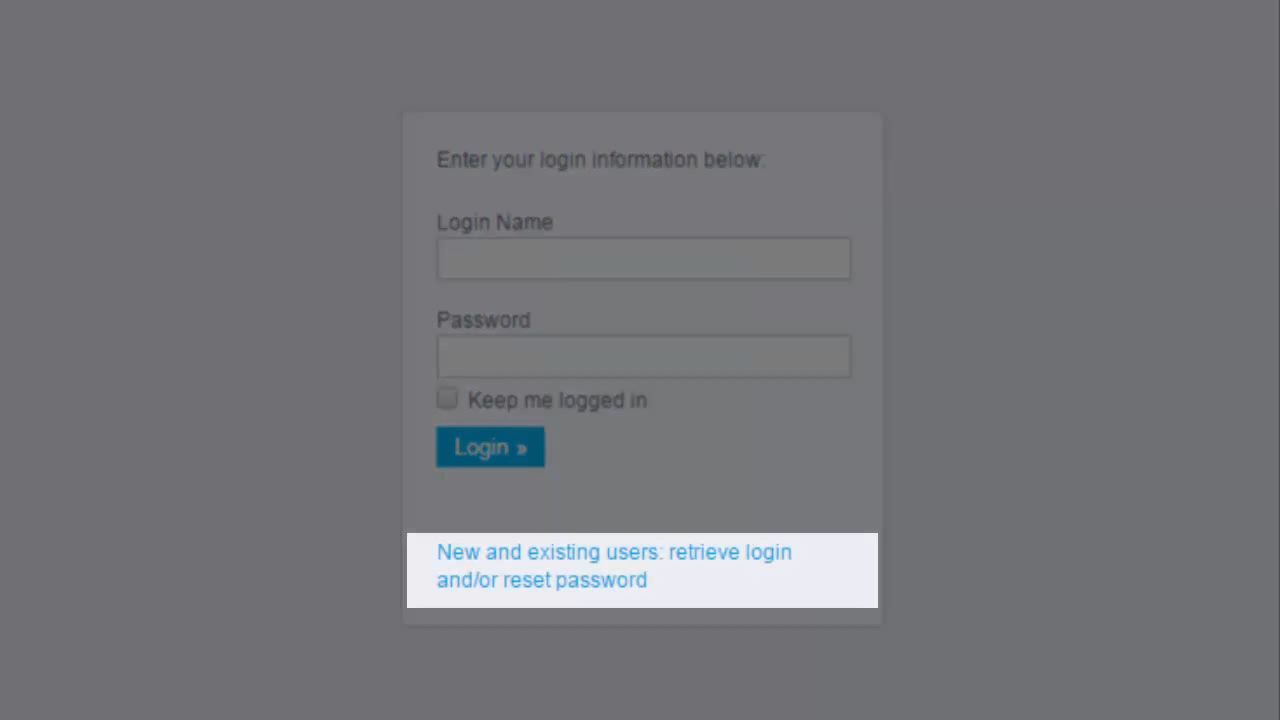 Enter your login information below:
Login Name
Password
Keep me logged in
Login »
New and existing users: retrieve login
and/or reset password